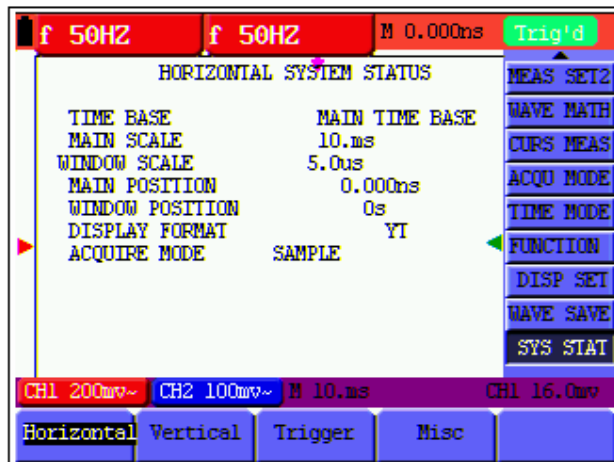 f 50HZ f 50HZ M 0.000ns Trig'd
HORIZONTAL SYSTEM STATUS
TIME BASE MAIN TIME BASE
MAIN SCALE 10.ms
WINDOW SCALE 5.0us
MAIN POSITION 0.000ns
WINDOW POSITION 0s
DISPLAY FORMAT YT
ACQUIRE MODE SAMPLE
MEAS SET2
WAVE MATH
CURS MEAS
ACQU MODE
TIME MODE
FUNCTION
DISP SET
WAVE SAVE
SYS STAT
CH1 200mv~ CH2 100mv~ M 10.ms CH1 16.0mv
Horizontal Vertical Trigger Misc